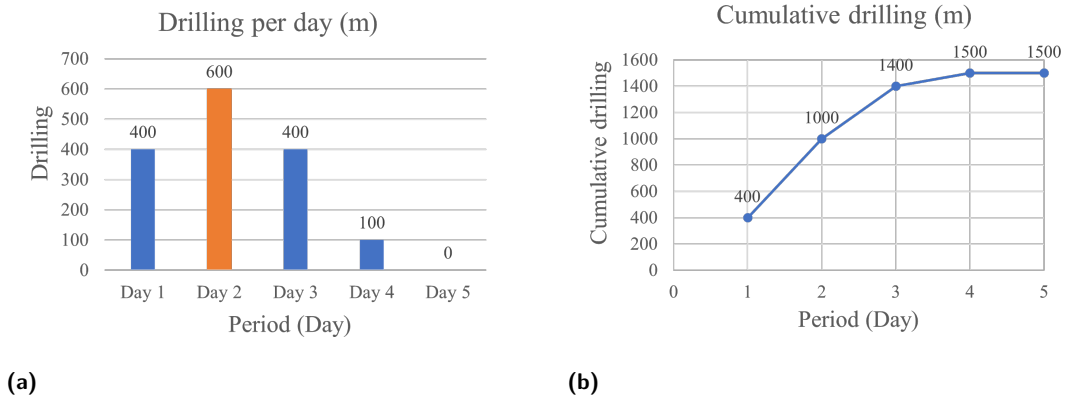 Drilling per day (m)
Drilling
700
600
500
400
300
200
100
0
400
600
400
100
0
Day 1 Day 2 Day 3 Day 4 Day 5
Period (Day)
(a)
Cumulative drilling (m)
Cumulative drilling
1600
1400
1200
1000
800
600
400
200
0
400
1000
1400
1500
1500
0 1 2 3 4 5
Period (Day)
(b)